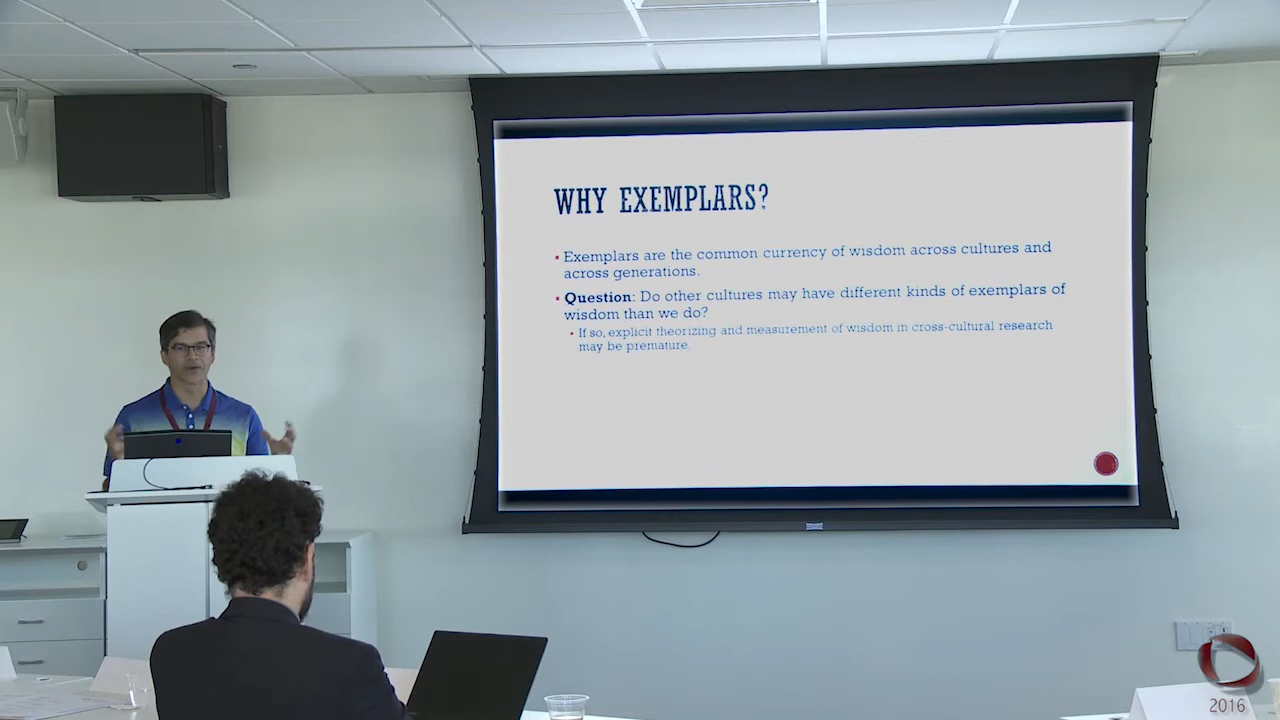 WHY EXEMPLARS?
Exemplars are the common currency of wisdom across cultures and
across generations.
Question: Do other cultures may have different kinds of exemplars of
wisdom than we do?
If so, explicit theorizing and measurement of wisdom in cross-cultural research
may be premature.
2016